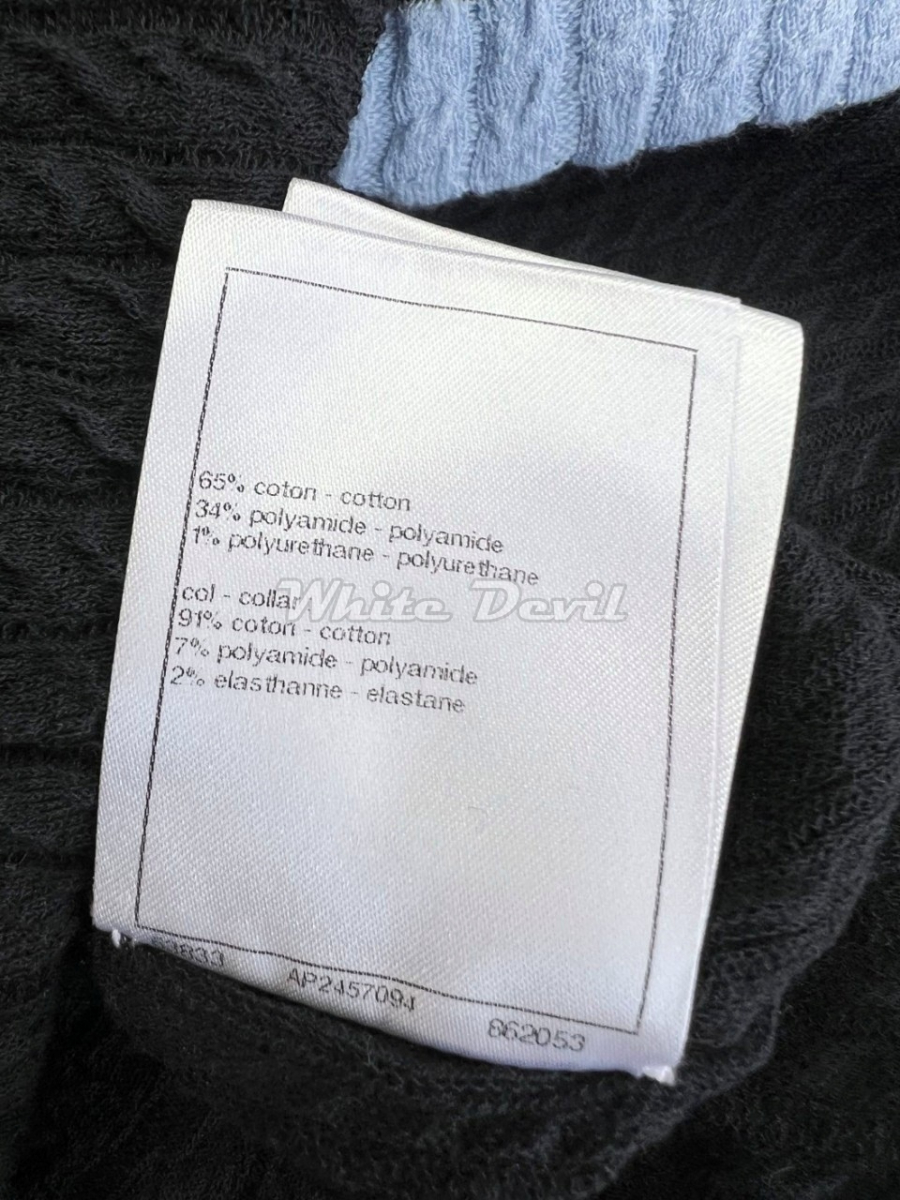 65% coton - cotton
34% polyamide - polyamide
1% polyurethane - polyurethane
col - collar
White Devil
91% coton - cotton
7% polyamide - polyamide
2% elasthanne - elastane
AP2457094
862053